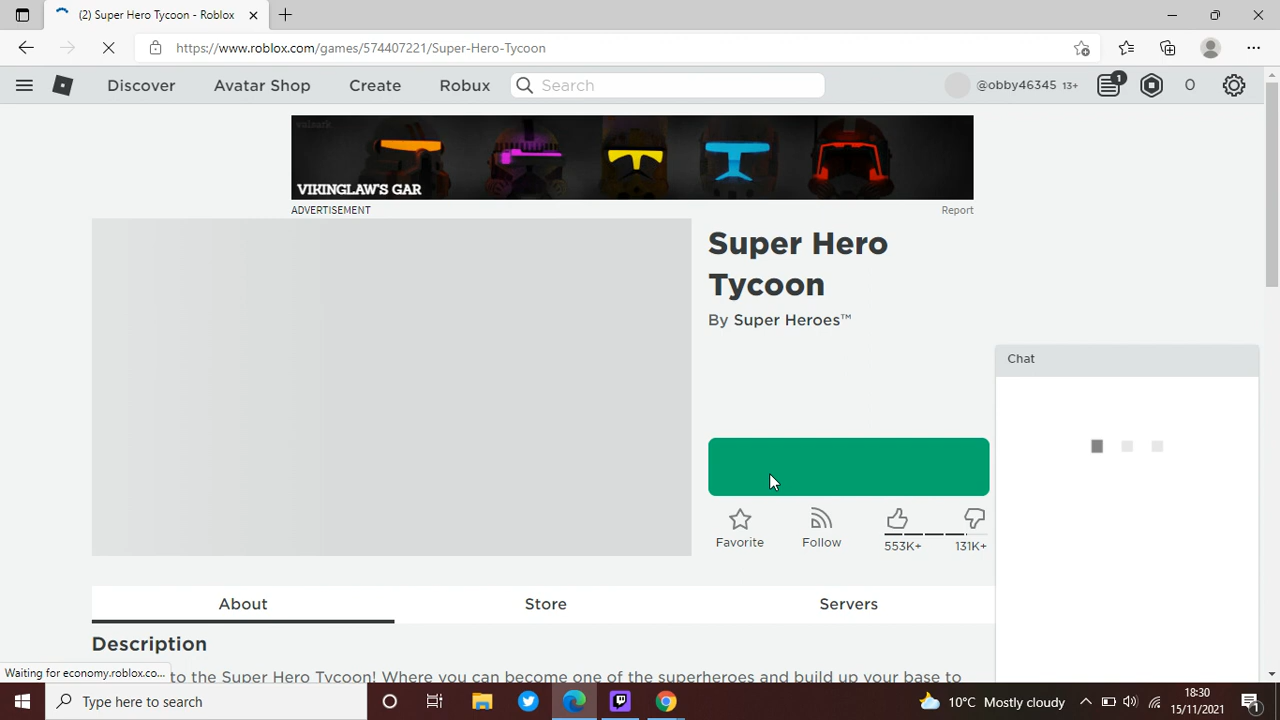 (2) Super Hero Tycoon - Roblox
https://www.roblox.com/games/574407221/Super-Hero-Tycoon
Discover Avatar Shop Create Robux Search @obby46345 13+ 1 0
valnark
VIKINGLAW'S GAR
ADVERTISEMENT Report
Super Hero
Tycoon
By Super Heroes™
Chat
Favorite Follow 553K+ 131K+
About Store Servers
Description
Waiting for economy.roblox.co... to the Super Hero Tycoon! Where you can become one of the superheroes and build up your base to
Type here to search 10°C Mostly cloudy 18:30
15/11/2021 1